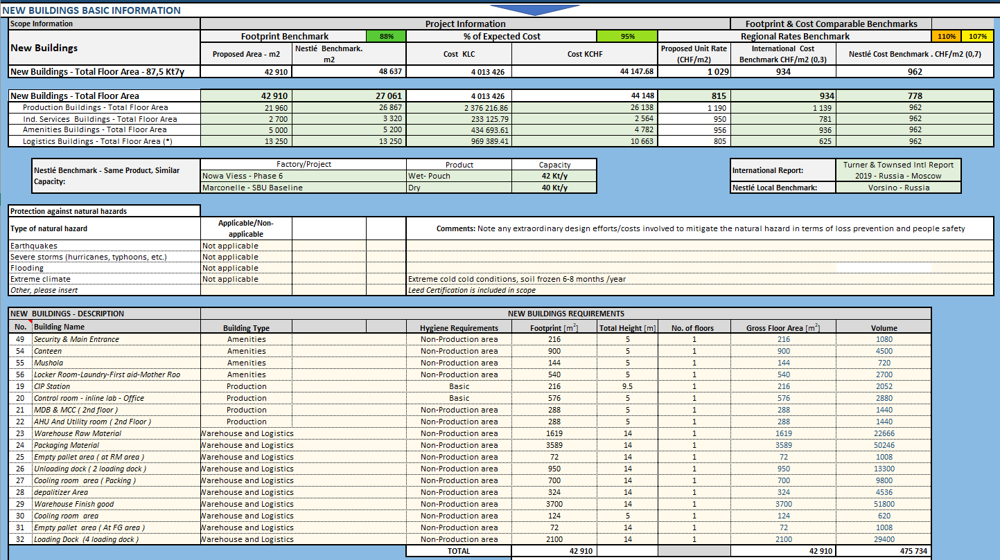 NEW BUILDINGS BASIC INFORMATION
Scope Information Project Information Footprint & Cost Comparable Benchmarks
New Buildings Footprint Benchmark 88% % of Expected Cost 95% Regional Rates Benchmark 110% 107%
Proposed Area - m2 Nestlé Benchmark. m2 Cost KLC Cost KCHF Proposed Unit Rate (CHF/m2) International Cost Benchmark CHF/m2 (0,3) Nestlé Cost Benchmark . CHF/m2 (0,7)
New Buildings - Total Floor Area - 87,5 Kt7y 42 910 48 637 4 013 426 44 147.68 1 029 934 962
New Buildings - Total Floor Area 42 910 27 061 4 013 426 44 148 815 934 778
Production Buildings - Total Floor Area 21 960 26 867 2 376 216.86 26 138 1 190 1 139 962
Ind. Services Buildings - Total Floor Area 2 700 3 320 233 125.79 2 564 950 781 962
Amenities Buildings - Total Floor Area 5 000 5 200 434 693.61 4 782 956 936 962
Logistics Buildings - Total Floor Area (*) 13 250 13 250 969 389.41 10 663 805 625 962
Nestlé Benchmark - Same Product, Similar Capacity:
Factory/Project Product Capacity
Nowa Viess - Phase 6 Wet- Pouch 42 Kt/y
Marconelle - SBU Baseline Dry 40 Kt/y
International Report: Turner & Townsed Intl Report
2019 - Russia - Moscow
Nestlé Local Benchmark: Vorsino - Russia
Protection against natural hazards
Type of natural hazard Applicable/Non-applicable Comments: Note any extraordinary design efforts/costs involved to mitigate the natural hazard in terms of loss prevention and people safety
Earthquakes Not applicable
Severe storms (hurricanes, typhoons, etc.) Not applicable
Flooding Not applicable
Extreme climate Not applicable Extreme cold cold conditions, soil frozen 6-8 months /year
Other, please insert Leed Certification is included in scope
NEW BUILDINGS - DESCRIPTION NEW BUILDINGS REQUIREMENTS
No. Building Name Building Type Hygiene Requirements Footprint [m²] Total Height [m] No. of floors Gross Floor Area [m²] Volume
49 Security & Main Entrance Amenities Non-Production area 216 5 1 216 1080
54 Canteen Amenities Non-Production area 900 5 1 900 4500
55 Mushola Amenities Non-Production area 144 5 1 144 720
56 Locker Room-Laundry-First aid-Mother Roo Amenities Non-Production area 540 5 1 540 2700
19 CIP Station Production Basic 216 9.5 1 216 2052
20 Control room - inline lab - Office Production Basic 576 5 1 576 2880
21 MDB & MCC ( 2nd floor ) Production Non-Production area 288 5 1 288 1440
22 AHU And Utility room ( 2nd Floor ) Production Non-Production area 288 5 1 288 1440
23 Warehouse Raw Material Warehouse and Logistics Non-Production area 1619 14 1 1619 22666
24 Packaging Material Warehouse and Logistics Non-Production area 3589 14 1 3589 50246
25 Empty pallet area ( at RM area ) Warehouse and Logistics Non-Production area 72 14 1 72 1008
26 Unloading dock ( 2 loading dock ) Warehouse and Logistics Non-Production area 950 14 1 950 13300
27 Cooling room area ( Packing ) Warehouse and Logistics Non-Production area 700 14 1 700 9800
28 depalitizer Area Warehouse and Logistics Non-Production area 324 14 1 324 4536
29 Warehouse Finish good Warehouse and Logistics Non-Production area 3700 14 1 3700 51800
30 Cooling room area Warehouse and Logistics Non-Production area 124 5 1 124 620
31 Empty pallet area ( At FG area ) Warehouse and Logistics Non-Production area 72 14 1 72 1008
32 Loading Dock (4 loading dock ) Warehouse and Logistics Non-Production area 2100 14 1 2100 29400
TOTAL 42 910 42 910 475 734